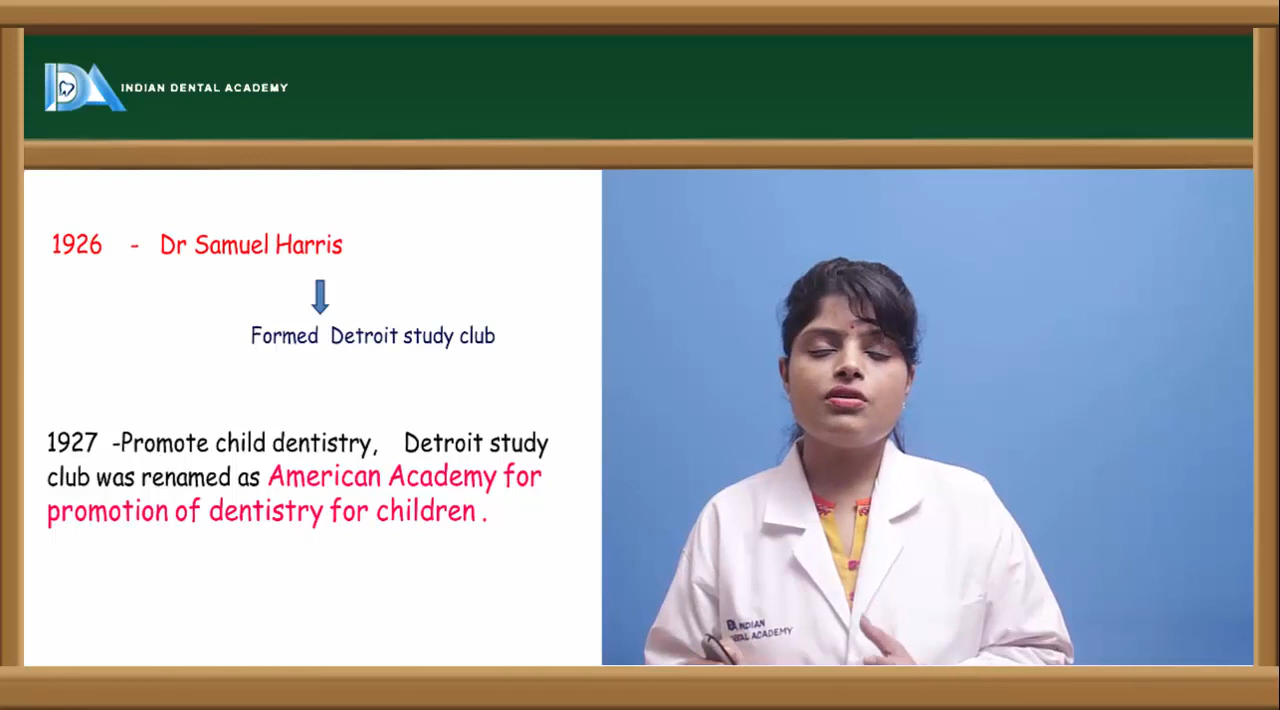 INDIAN DENTAL ACADEMY
1926 - Dr Samuel Harris
Formed Detroit study club
1927 -Promote child dentistry, Detroit study
club was renamed as American Academy for
promotion of dentistry for children .
INDIAN
DENTAL ACADEMY